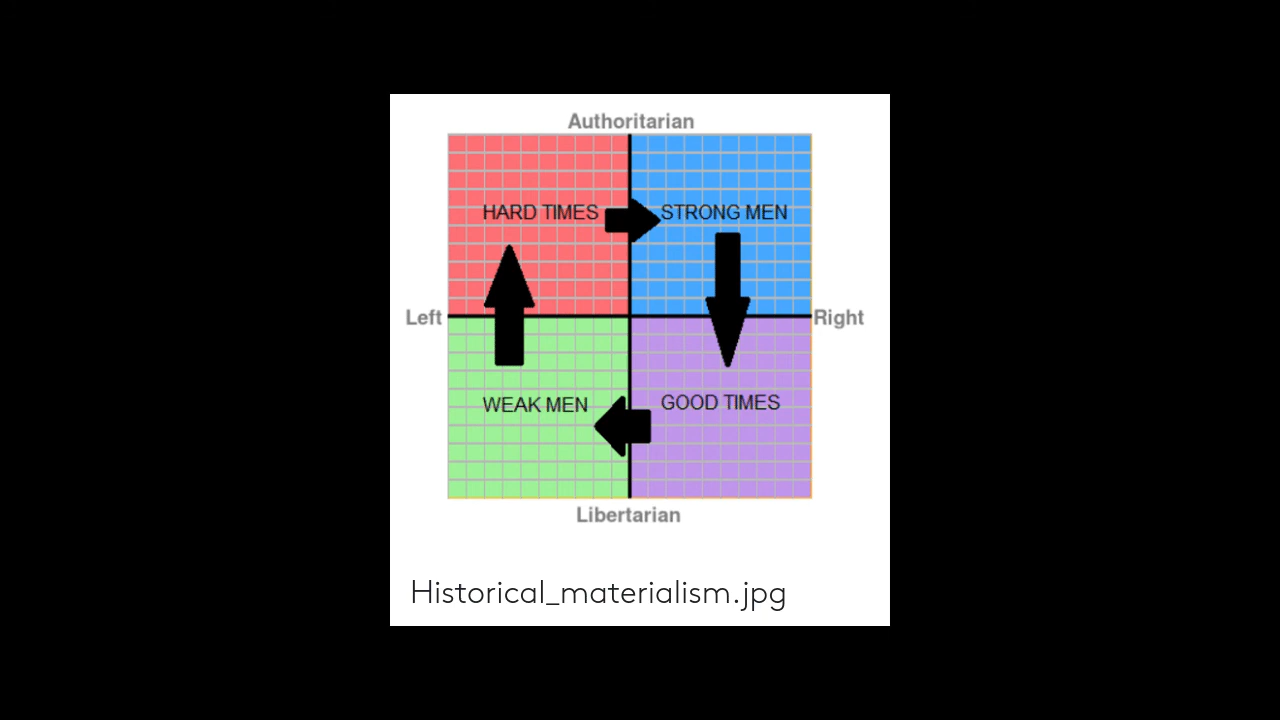 Authoritarian
HARD TIMES STRONG MEN
Left Right
WEAK MEN GOOD TIMES
Libertarian
Historical_materialism.jpg